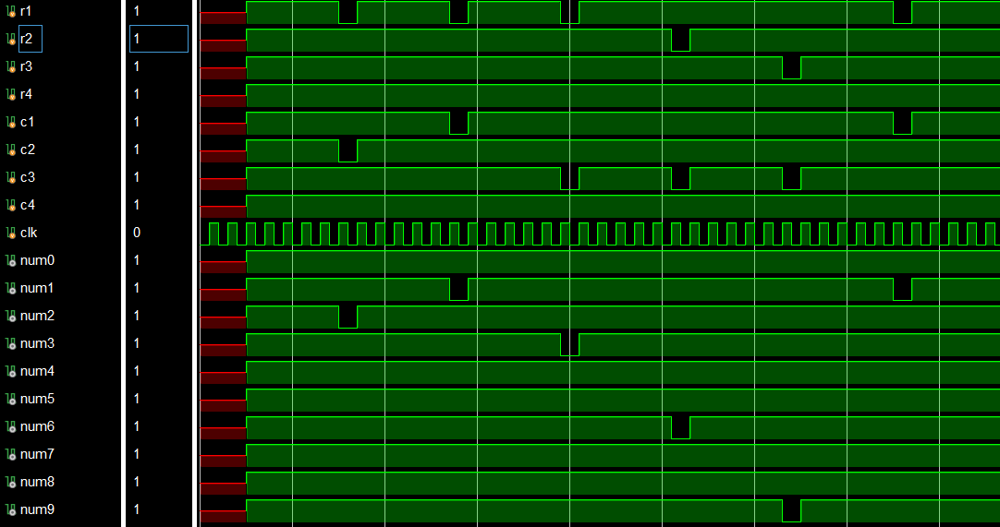 r1 1
r2 1
r3 1
r4 1
c1 1
c2 1
c3 1
c4 1
clk 0
num0 1
num1 1
num2 1
num3 1
num4 1
num5 1
num6 1
num7 1
num8 1
num9 1